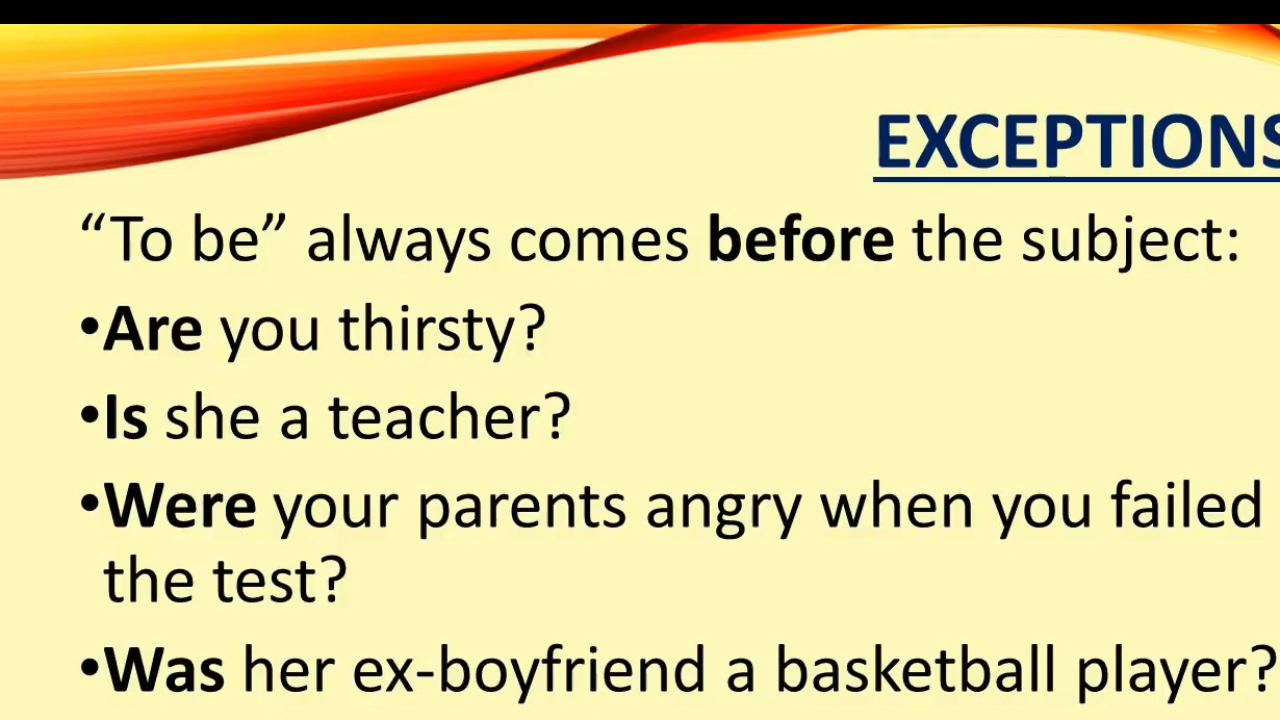 EXCEPTIONS
“To be” always comes before the subject:
•Are you thirsty?
•Is she a teacher?
•Were your parents angry when you failed
the test?
•Was her ex-boyfriend a basketball player?